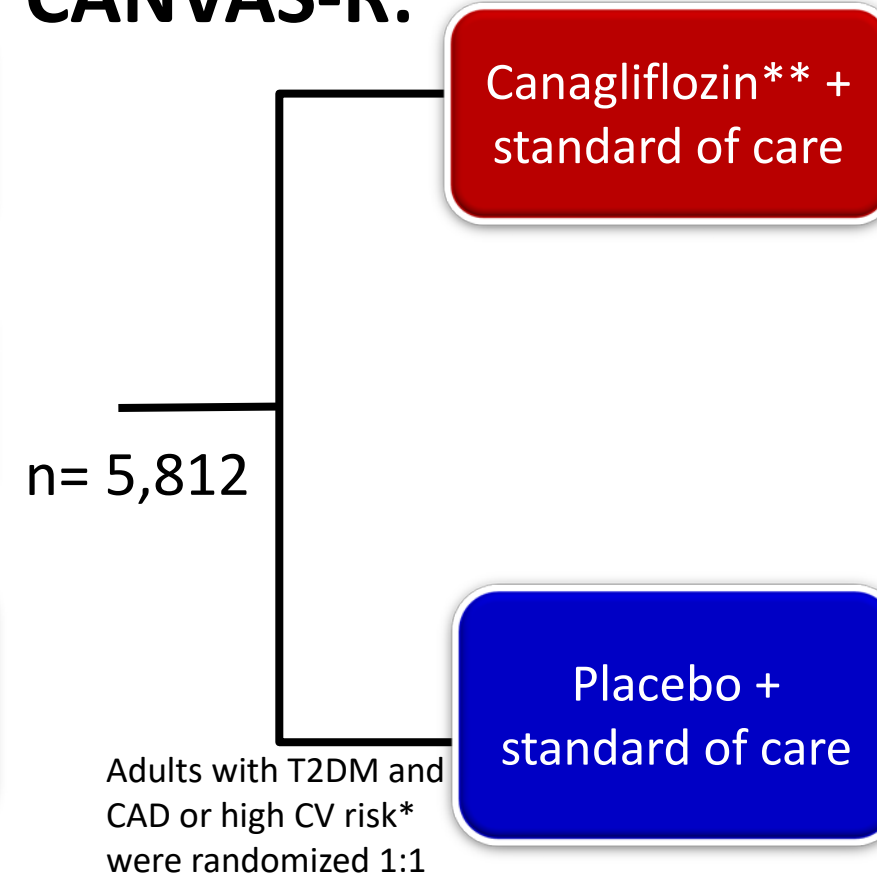 CANVAS-R:
Canagliflozin** +
standard of care
n= 5,812
Placebo +
standard of care
Adults with T2DM and
CAD or high CV risk*
were randomized 1:1